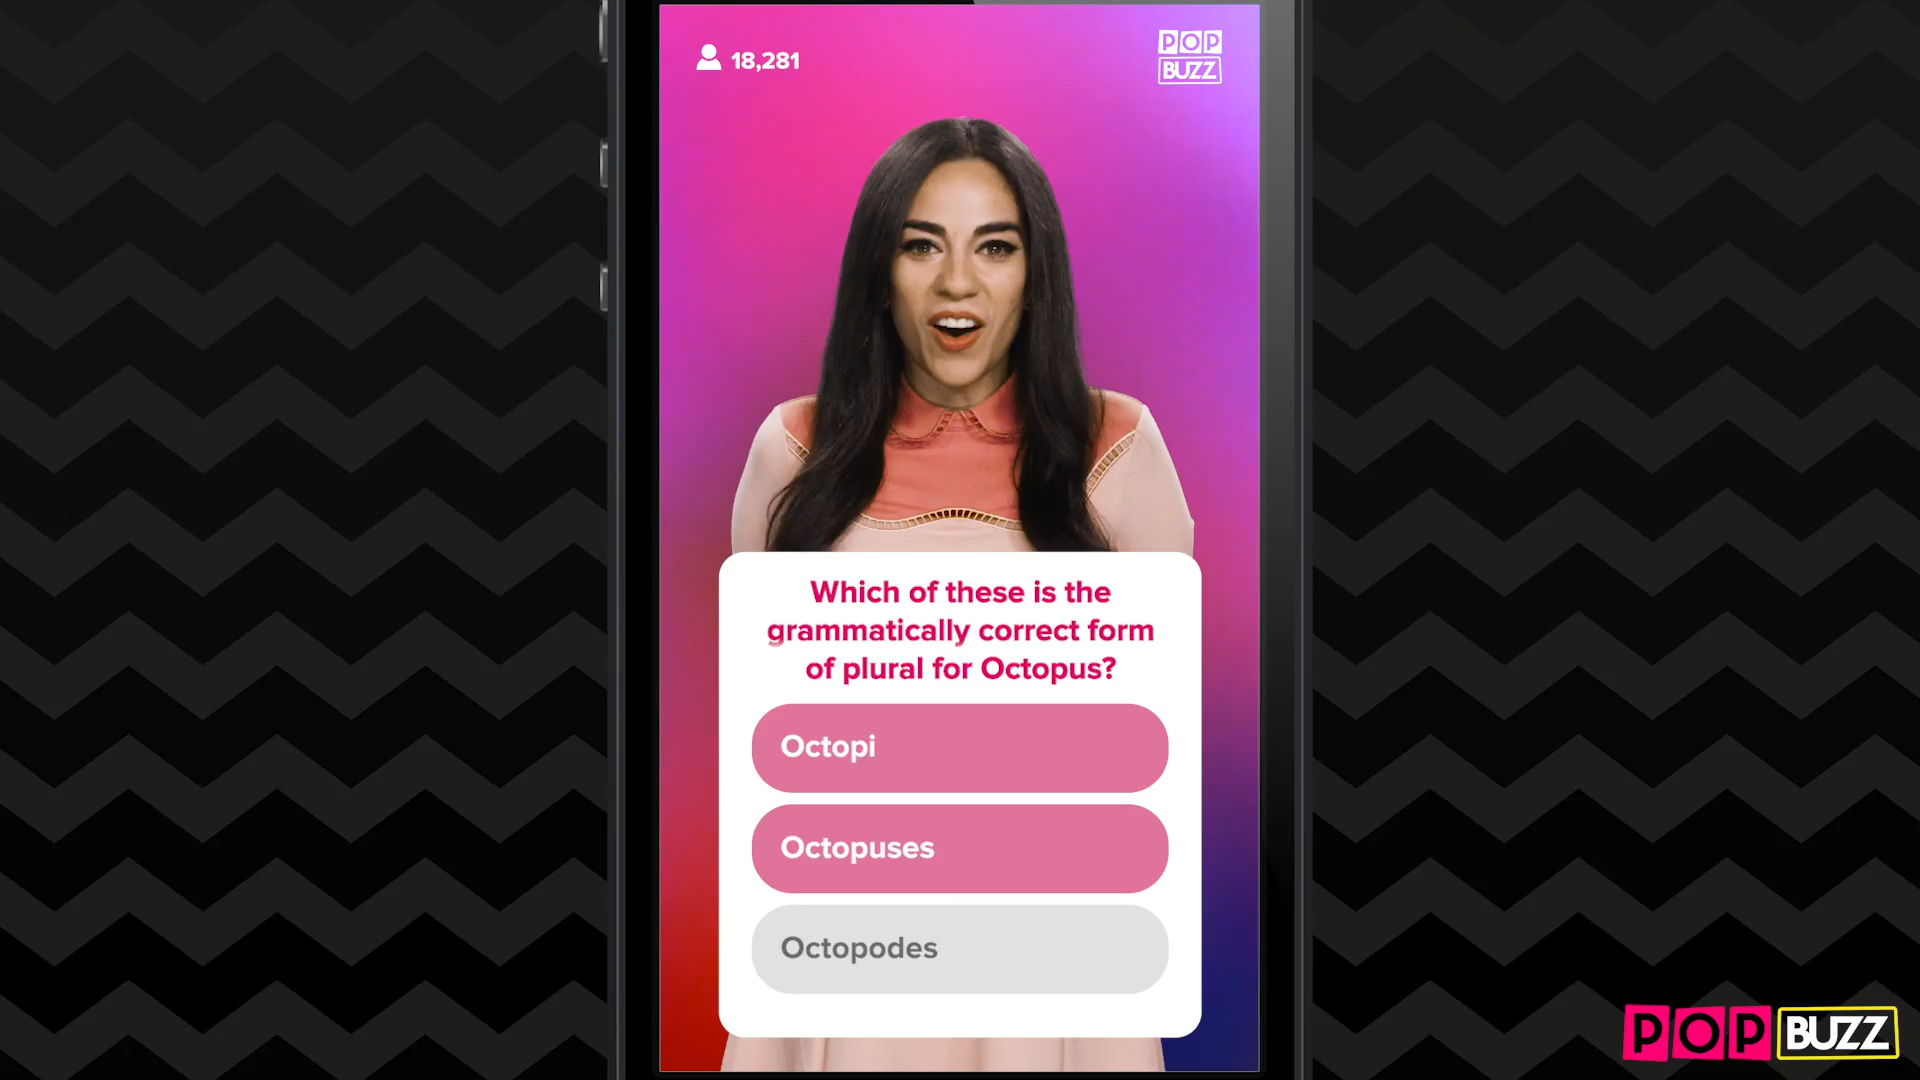 18,281
POP
BUZZ
Which of these is the
grammatically correct form
of plural for Octopus?
Octopi
Octopuses
Octopodes
POP BUZZ